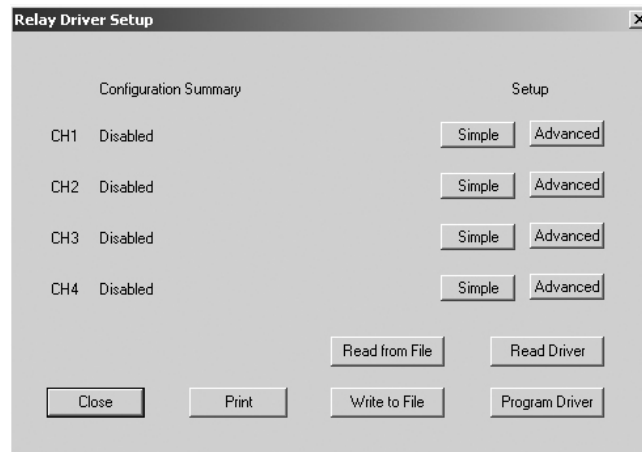 Relay Driver Setup
Configuration Summary Setup
CH1 Disabled Simple Advanced
CH2 Disabled Simple Advanced
CH3 Disabled Simple Advanced
CH4 Disabled Simple Advanced
Read from File Read Driver
Close Print Write to File Program Driver